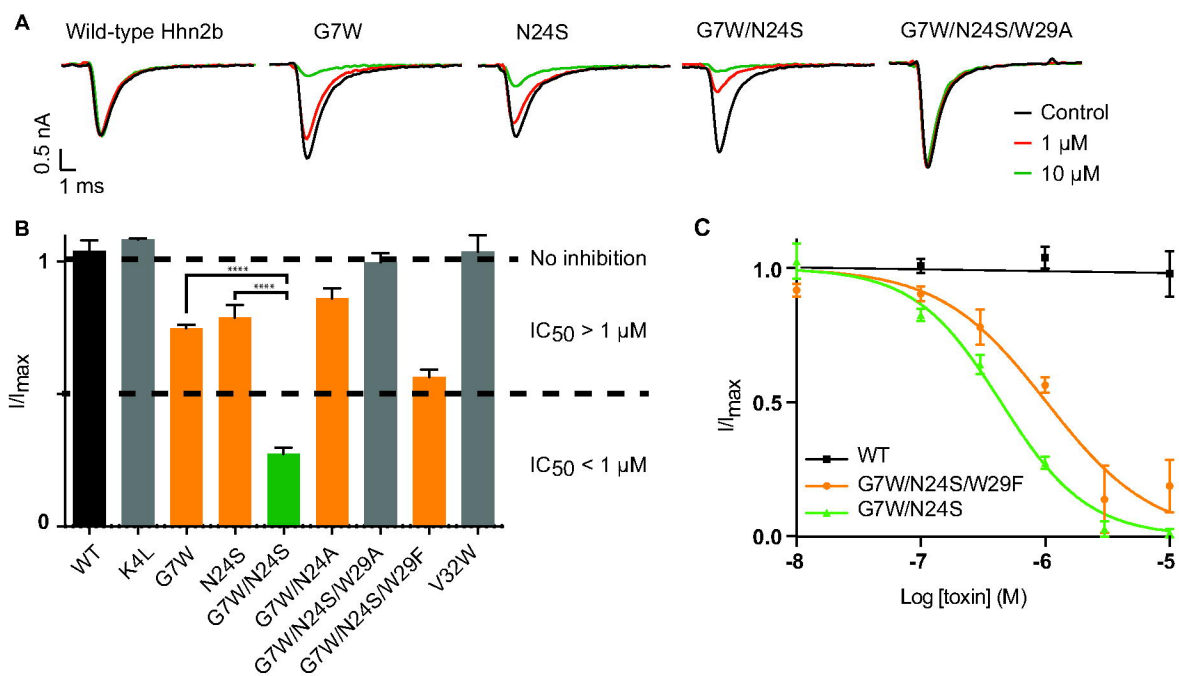 A
Wild-type Hhn2b
G7W
N24S
G7W/N24S
G7W/N24S/W29A
0.5 nA
1 ms
Control
1 µM
10 µM
B
I/Imax
1
0
****
****
No inhibition
IC50 > 1 µM
IC50 < 1 µM
WT
K4L
G7W
N24S
G7W/N24S
G7W/N24A
G7W/N24S/W29A
G7W/N24S/W29F
V32W
C
I/Imax
1.0
0.5
0.0
WT
G7W/N24S/W29F
G7W/N24S
-8
-7
-6
-5
Log [toxin] (M)